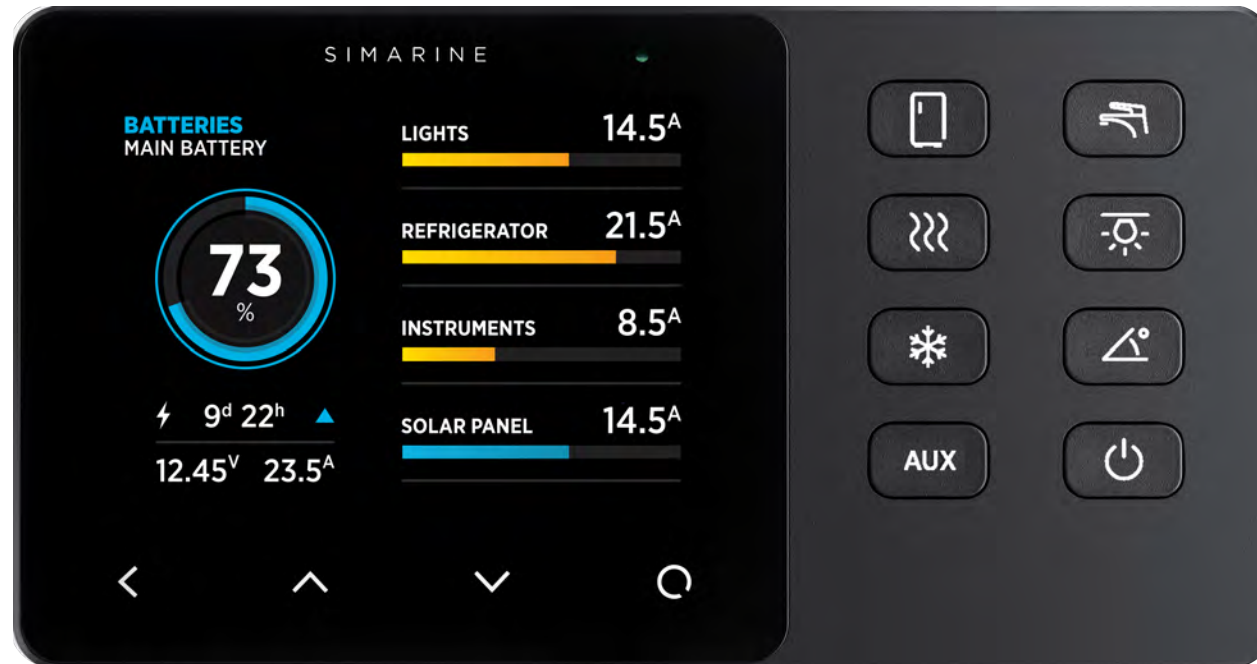 SIMARINE
BATTERIES
MAIN BATTERY
73
%
9d 22h
12.45V 23.5A
LIGHTS 14.5A
REFRIGERATOR 21.5A
INSTRUMENTS 8.5A
SOLAR PANEL 14.5A
AUX